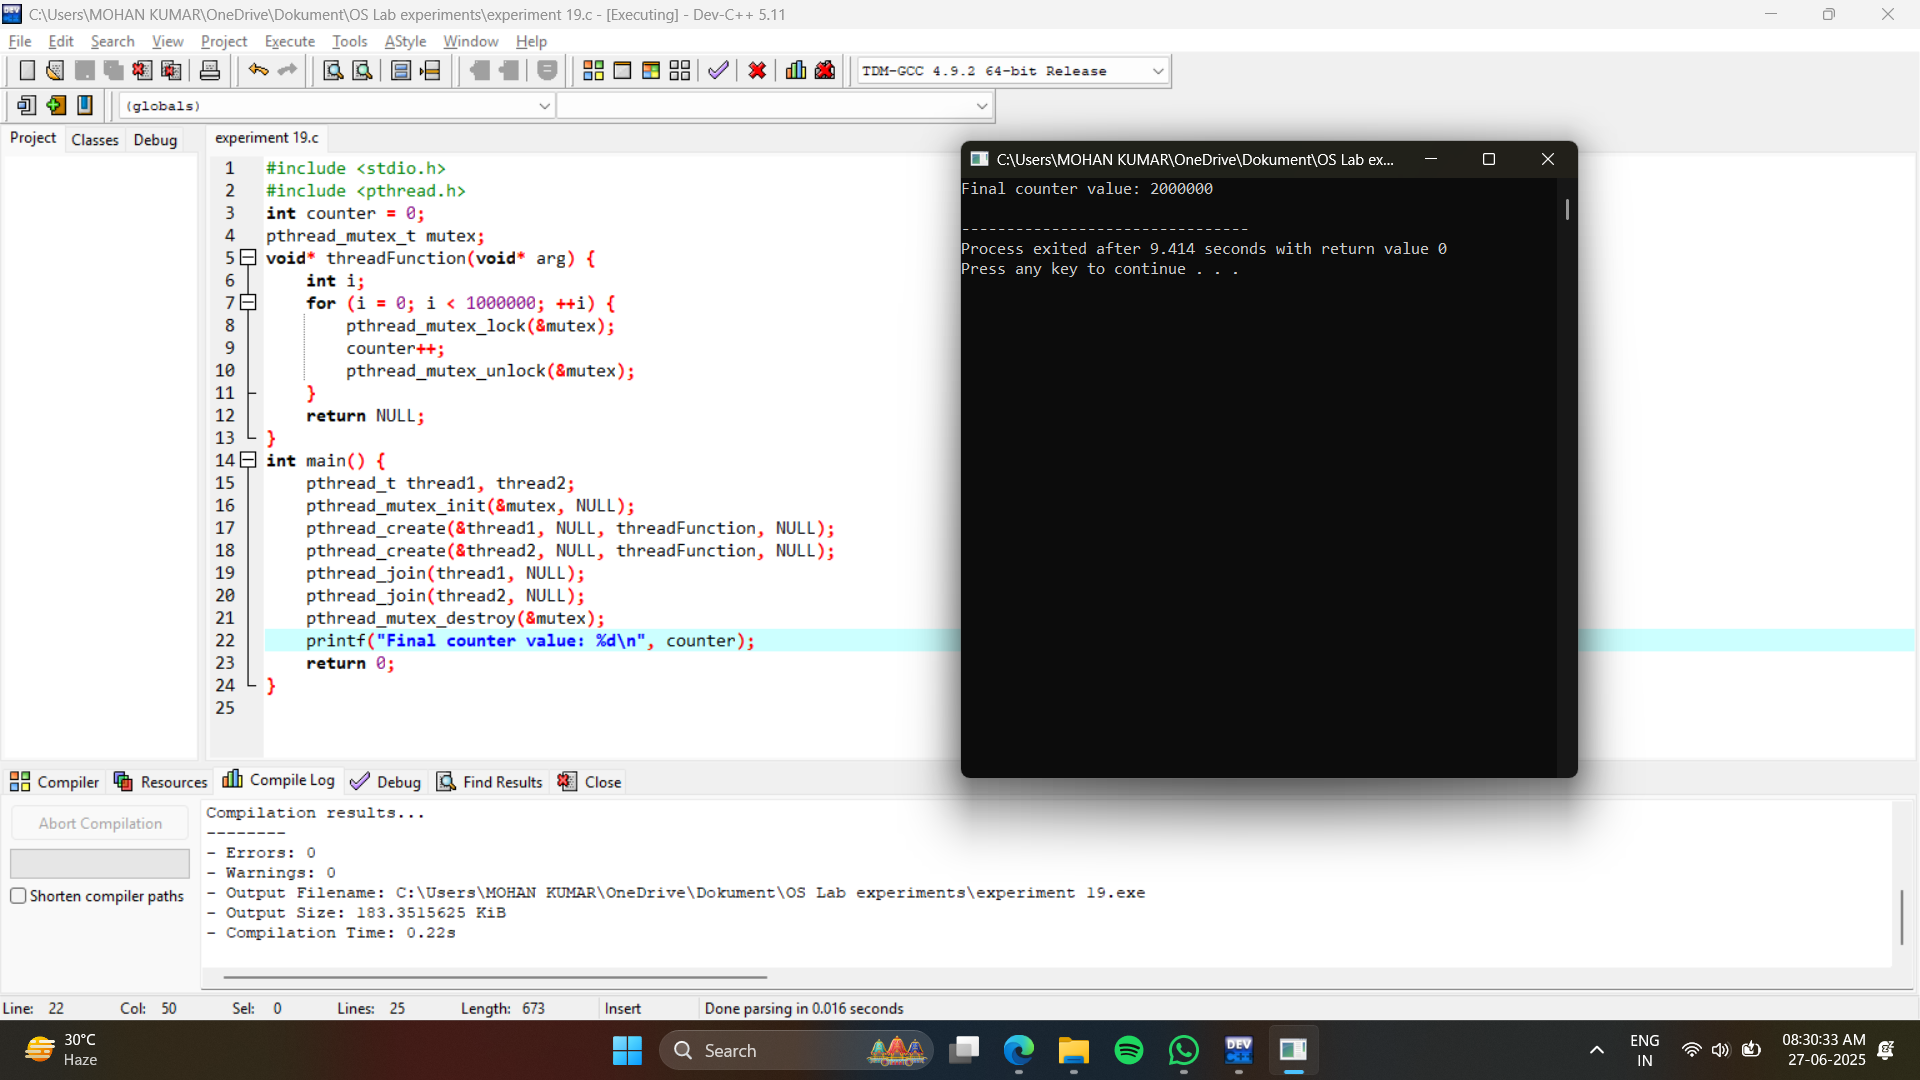 C:\Users\MOHAN KUMAR\OneDrive\Dokument\OS Lab experiments\experiment 19.c - [Executing] - Dev-C++ 5.11
File Edit Search View Project Execute Tools AStyle Window Help
TDM-GCC 4.9.2 64-bit Release
(globals)
Project Classes Debug
experiment 19.c
1 #include <stdio.h>
2 #include <pthread.h>
3 int counter = 0;
4 pthread_mutex_t mutex;
5 void* threadFunction(void* arg) {
6 int i;
7 for (i = 0; i < 1000000; ++i) {
8 pthread_mutex_lock(&mutex);
9 counter++;
10 pthread_mutex_unlock(&mutex);
11 }
12 return NULL;
13 }
14 int main() {
15 pthread_t thread1, thread2;
16 pthread_mutex_init(&mutex, NULL);
17 pthread_create(&thread1, NULL, threadFunction, NULL);
18 pthread_create(&thread2, NULL, threadFunction, NULL);
19 pthread_join(thread1, NULL);
20 pthread_join(thread2, NULL);
21 pthread_mutex_destroy(&mutex);
22 printf("Final counter value: %d\n", counter);
23 return 0;
24 }
25
C:\Users\MOHAN KUMAR\OneDrive\Dokument\OS Lab ex...
Final counter value: 2000000
--------------------------------
Process exited after 9.414 seconds with return value 0
Press any key to continue . . .
Compiler Resources Compile Log Debug Find Results Close
Abort Compilation
Shorten compiler paths
Compilation results...
--------
- Errors: 0
- Warnings: 0
- Output Filename: C:\Users\MOHAN KUMAR\OneDrive\Dokument\OS Lab experiments\experiment 19.exe
- Output Size: 183.3515625 KiB
- Compilation Time: 0.22s
Line: 22 Col: 50 Sel: 0 Lines: 25 Length: 673 Insert Done parsing in 0.016 seconds
30°C
Haze
Search
DEV
ENG
IN
08:30:33 AM
27-06-2025